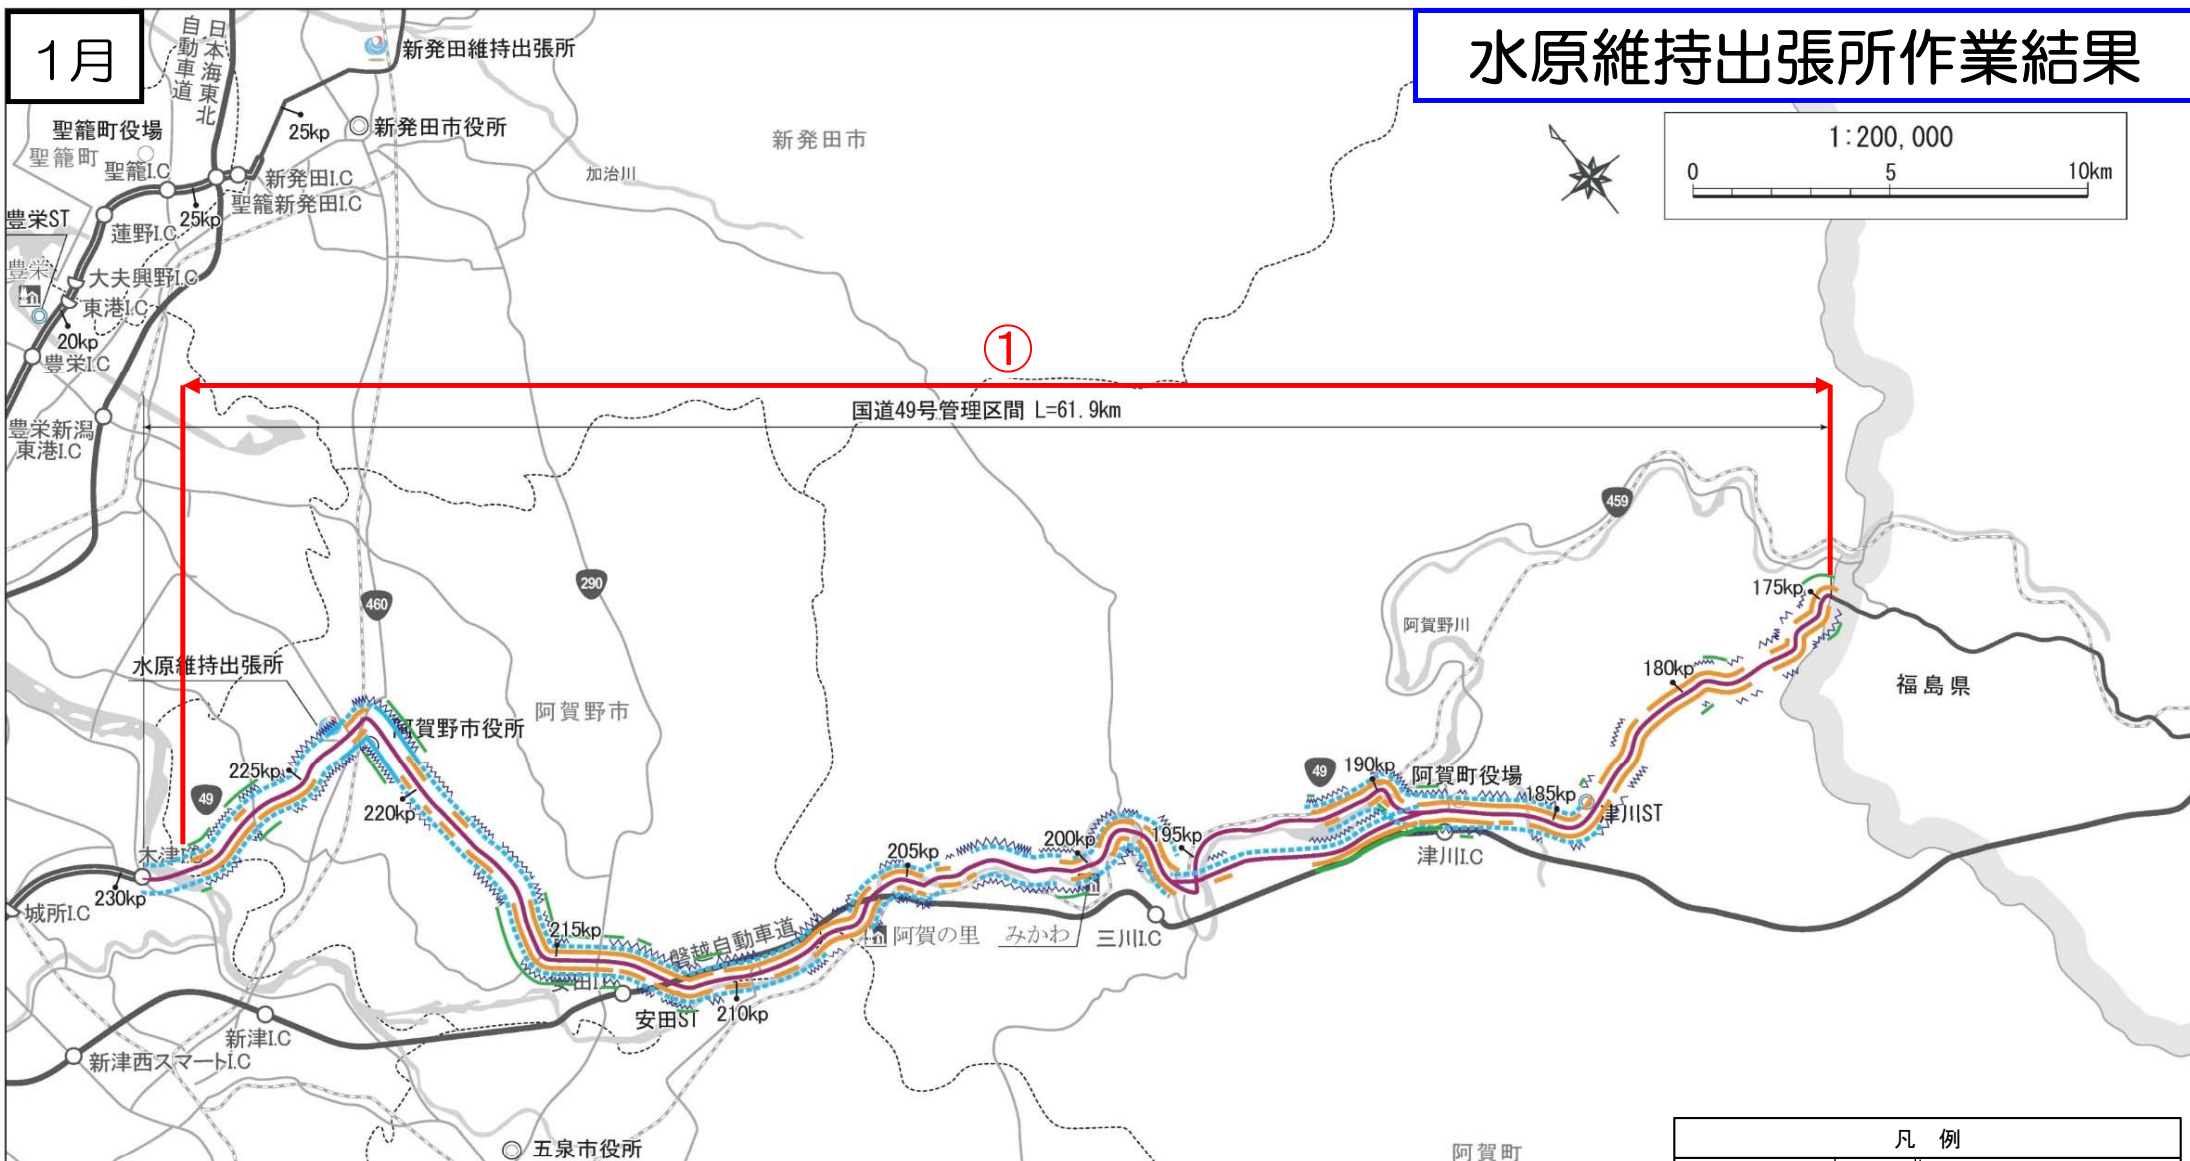 1月
水原維持出張所作業結果
日本海東北
自動車道
新発田維持出張所
1:200,000
0 5 10km
25kp
新発田市役所
新発田市
聖籠町役場
聖籠町
聖籠I.C
新発田I.C
加治川
25kp
聖籠新発田I.C
豊栄ST
蓮野I.C
豊栄
大夫興野I.C
東港I.C
20kp
豊栄I.C
①
国道49号管理区間 L=61.9km
豊栄新潟
東港I.C
459
290
460
175kp
阿賀野川
水原維持出張所
180kp
福島県
阿賀野市
阿賀野市役所
225kp
49
190kp
阿賀町役場
49
185kp
220kp
津川ST
200kp
195kp
205kp
木津I.C
津川I.C
230kp
城所I.C
215kp
磐越自動車道
阿賀の里
みかわ
三川I.C
安田I.C
安田ST
210kp
新津I.C
新津西スマートI.C
五泉市役所
阿賀町
凡 例